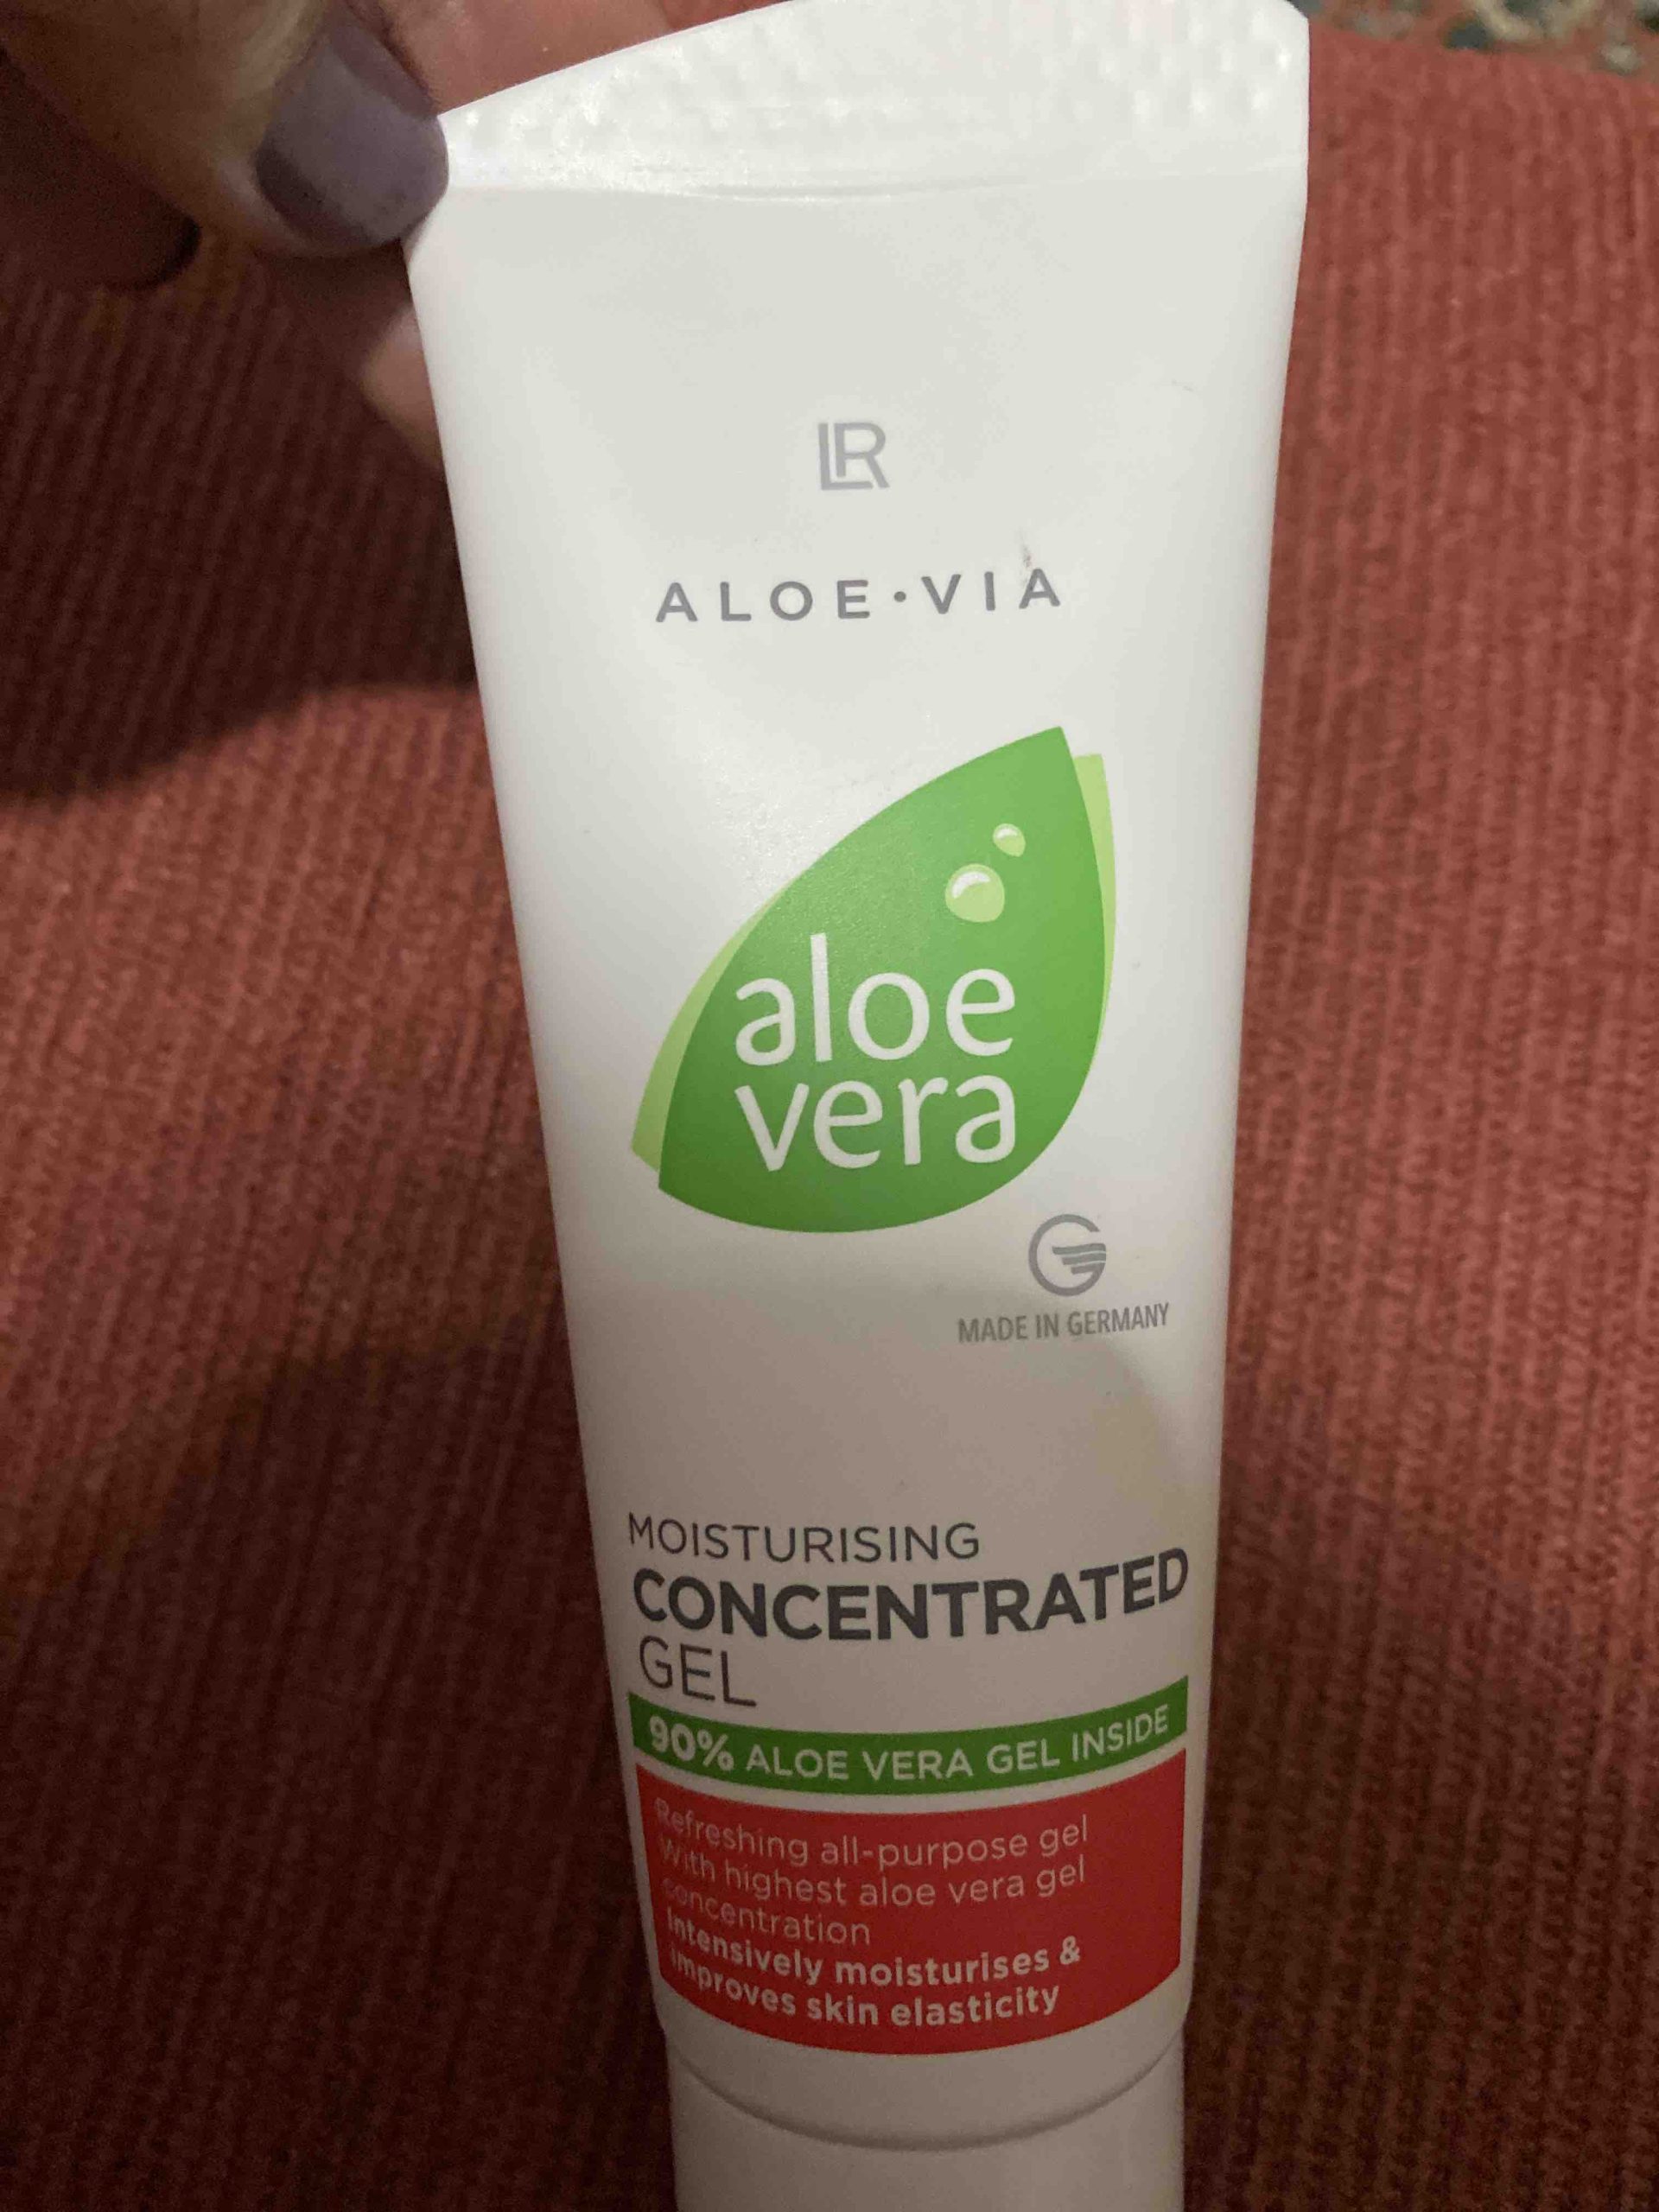 LR
ALOE•VIA
aloe
vera
MADE IN GERMANY
MOISTURISING
CONCENTRATED
GEL
90% ALOE VERA GEL INSIDE
Refreshing all-purpose gel
With highest aloe vera gel
concentration
Intensively moisturises &
improves skin elasticity